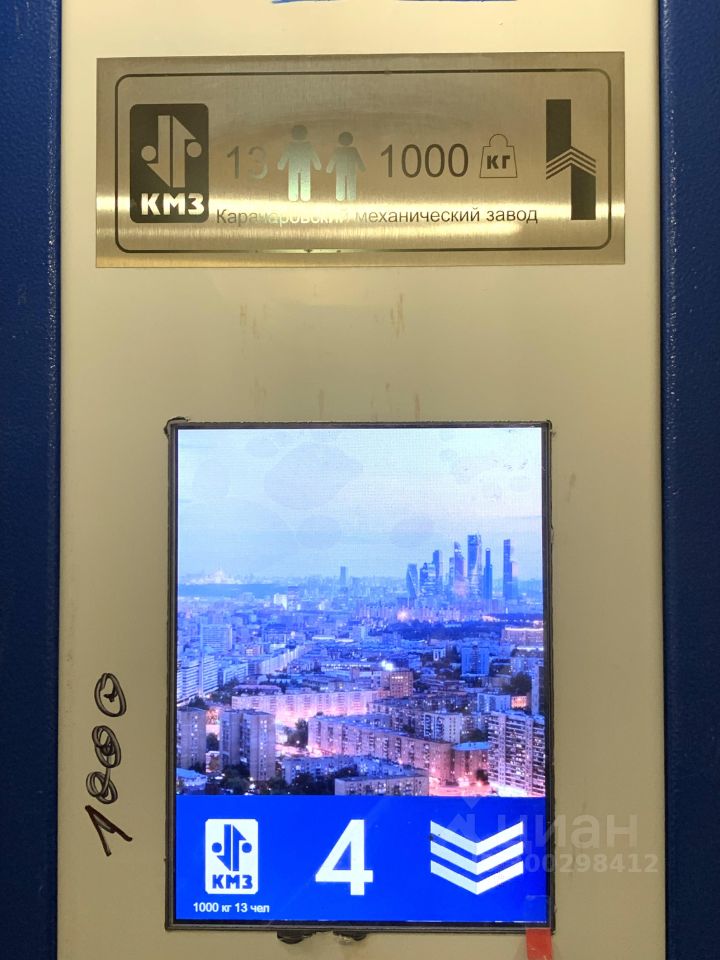 13 1000 кг
КМЗ
Карачаровский механический завод
1000
4
КМЗ
1000 кг 13 чел
циан